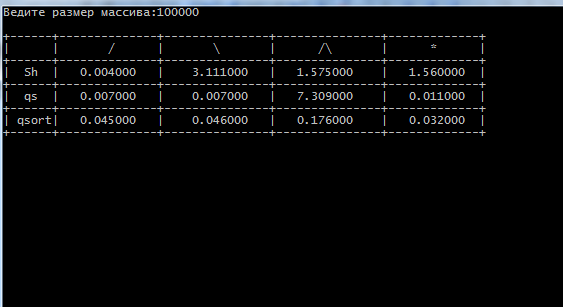 Ведите размер массива:100000
+------+-------------+--------------+--------------+------------+
|      |      /      |      \       |      /\      |     *      |
+------+-------------+--------------+--------------+------------+
|  Sh  |  0.004000   |   3.111000   |   1.575000   |  1.560000  |
+------+-------------+--------------+--------------+------------+
|  qs  |  0.007000   |   0.007000   |   7.309000   |  0.011000  |
+------+-------------+--------------+--------------+------------+
| qsort|  0.045000   |   0.046000   |   0.176000   |  0.032000  |
+------+-------------+--------------+--------------+------------+